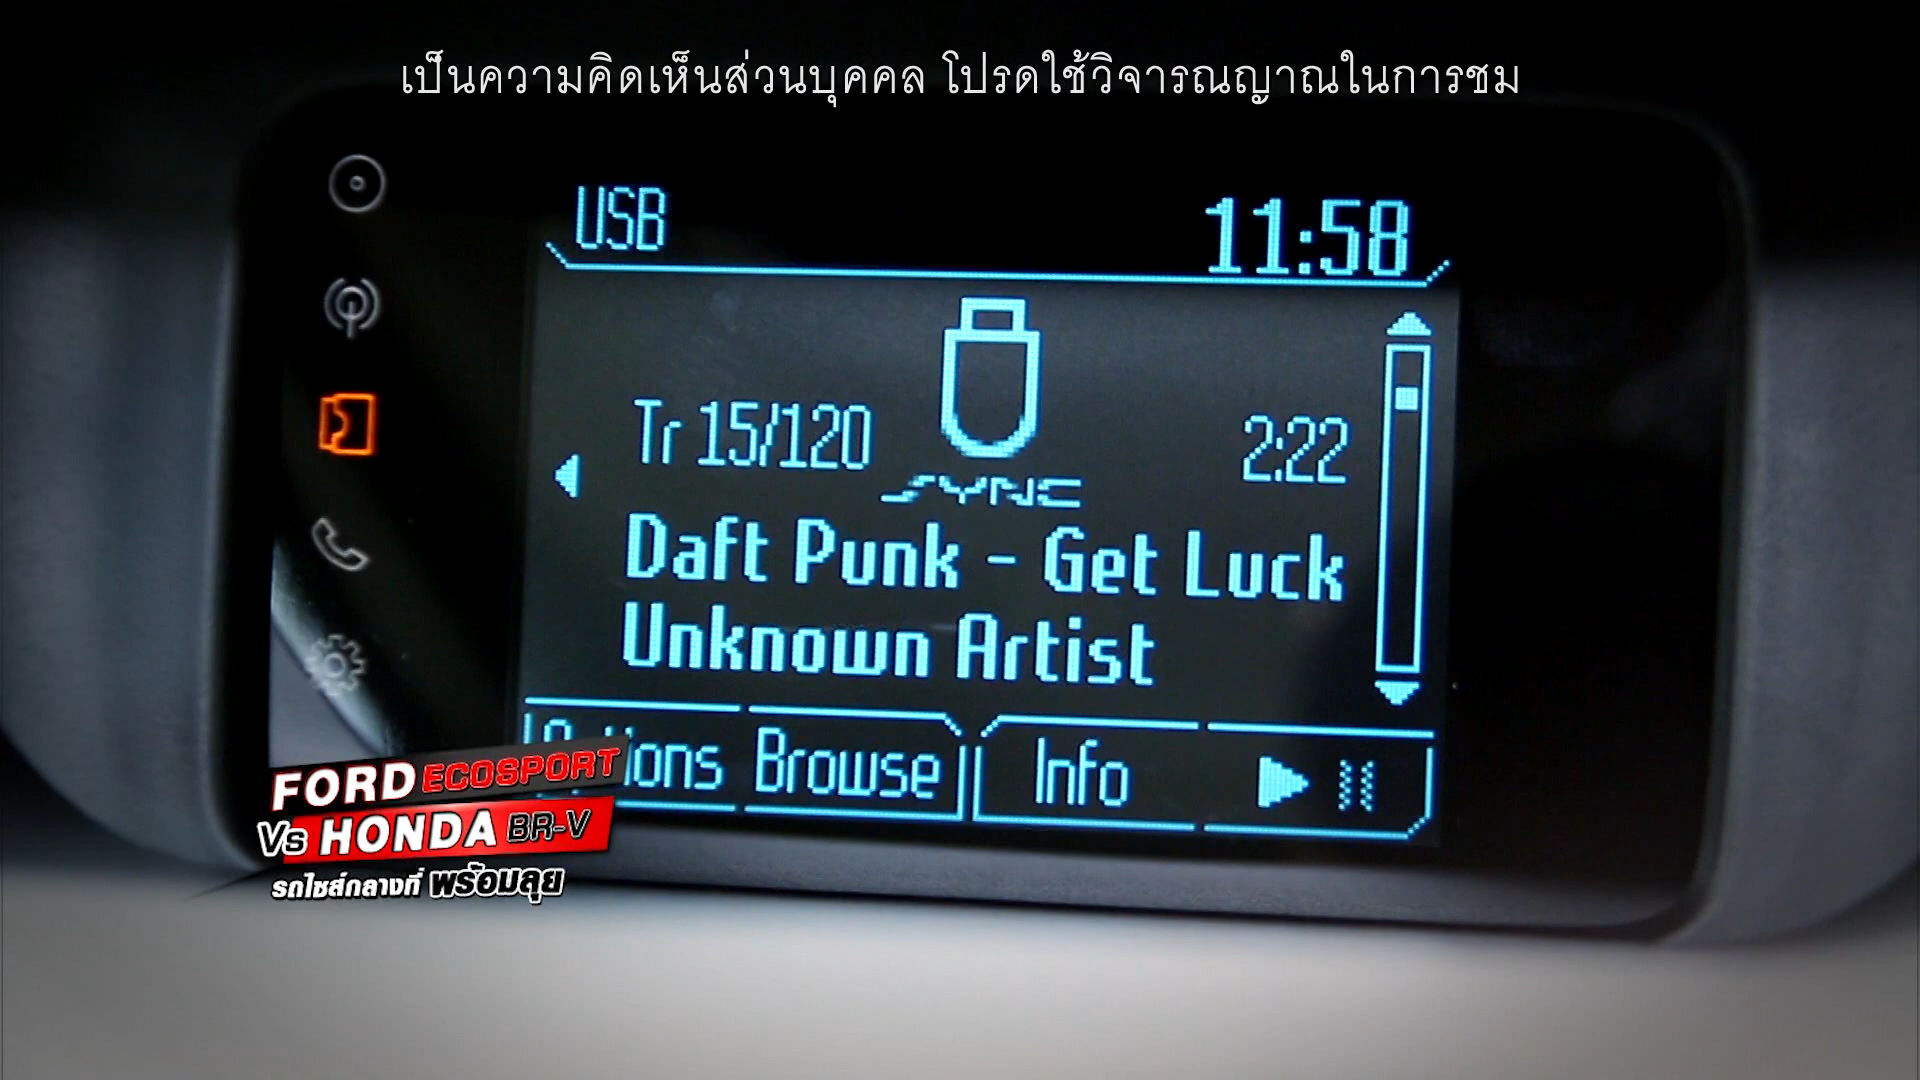 เป็นความคิดเห็นส่วนบุคคล โปรดใช้วิจารณญาณในการชม
USB 11:58
Tr 15/120 2:22
SYNC
Daft Punk - Get Luck
Unknown Artist
Options Browse Info
FORD ECOSPORT
Vs HONDA BR-V
รถไซส์กลางที่ พร้อมลุย